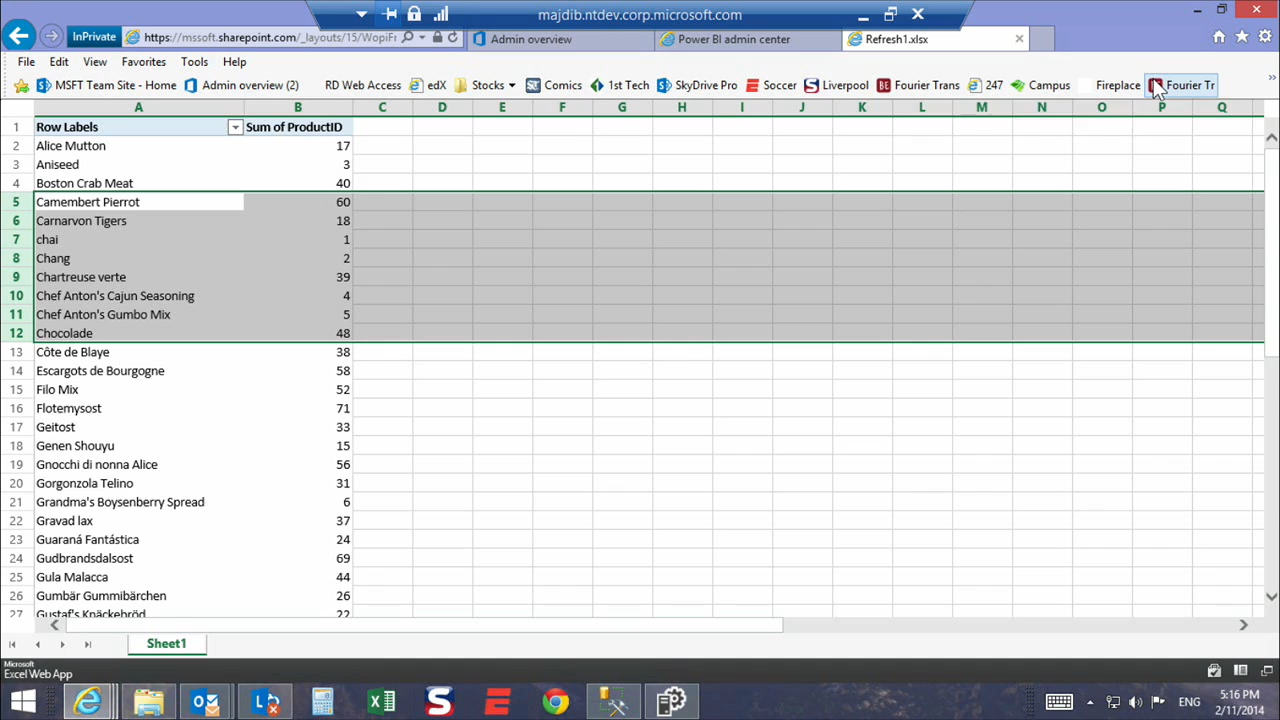 majdib.ntdev.corp.microsoft.com
InPrivate https://mssoft.sharepoint.com/_layouts/15/WopiFr Admin overview Power BI admin center Refresh1.xlsx
File Edit View Favorites Tools Help
MSFT Team Site - Home Admin overview (2) RD Web Access edX Stocks Comics 1st Tech SkyDrive Pro Soccer Liverpool Fourier Trans 247 Campus Fireplace Fourier Tr
A B C D E F G H I J K L M N O P Q
1 Row Labels Sum of ProductID
2 Alice Mutton 17
3 Aniseed 3
4 Boston Crab Meat 40
5 Camembert Pierrot 60
6 Carnarvon Tigers 18
7 chai 1
8 Chang 2
9 Chartreuse verte 39
10 Chef Anton's Cajun Seasoning 4
11 Chef Anton's Gumbo Mix 5
12 Chocolade 48
13 Côte de Blaye 38
14 Escargots de Bourgogne 58
15 Filo Mix 52
16 Flotemysost 71
17 Geitost 33
18 Genen Shouyu 15
19 Gnocchi di nonna Alice 56
20 Gorgonzola Telino 31
21 Grandma's Boysenberry Spread 6
22 Gravad lax 37
23 Guaraná Fantástica 24
24 Gudbrandsdalsost 69
25 Gula Malacca 44
26 Gumbär Gummibärchen 26
27 Gustaf's Knäckebröd 22
Sheet1
Microsoft
Excel Web App
ENG 5:16 PM
2/11/2014